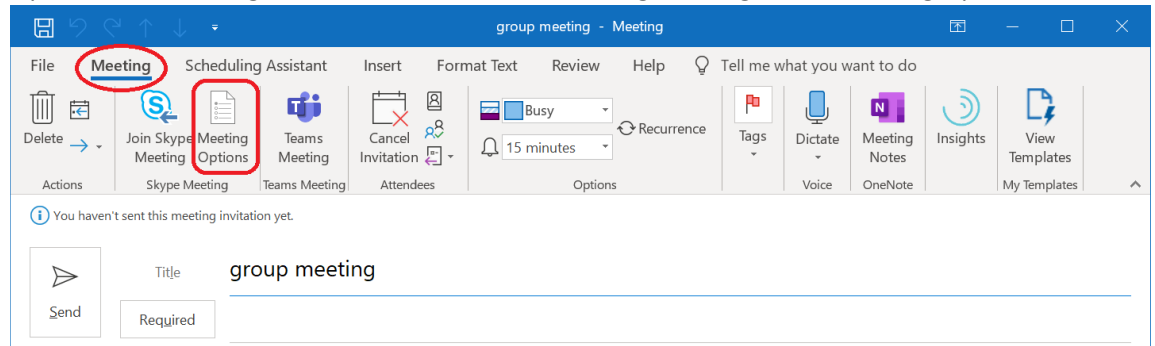 group meeting - Meeting
File Meeting Scheduling Assistant Insert Format Text Review Help Tell me what you want to do
Delete
Join Skype Meeting
Meeting Options
Teams Meeting
Cancel Invitation
Busy
15 minutes
Recurrence
Tags
Dictate
Meeting Notes
Insights
View Templates
Actions Skype Meeting Teams Meeting Attendees Options Voice OneNote My Templates
You haven't sent this meeting invitation yet.
Send
Title group meeting
Required